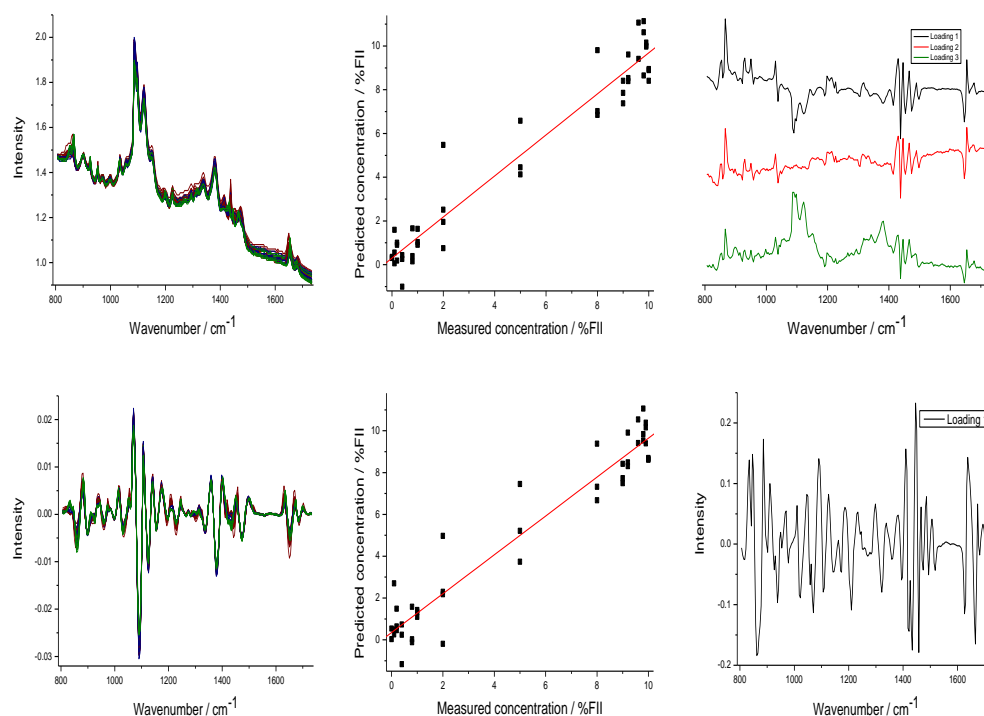 Intensity
2.0
1.8
1.6
1.4
1.2
1.0
800 1000 1200 1400 1600
Wavenumber / cm-1
Predicted concentration / %FII
10
8
6
4
2
0
0 2 4 6 8 10
Measured concentration / %FII
Loading 1
Loading 2
Loading 3
800 1000 1200 1400 1600
Wavenumber / cm-1
Intensity
0.02
0.01
0.00
-0.01
-0.02
-0.03
800 1000 1200 1400 1600
Wavenumber / cm-1
Predicted concentration / %FII
10
8
6
4
2
0
0 2 4 6 8 10
Measured concentration / %FII
Intensity
0.2
0.1
0.0
-0.1
-0.2
Loading
800 1000 1200 1400 1600
Wavenumber / cm-1